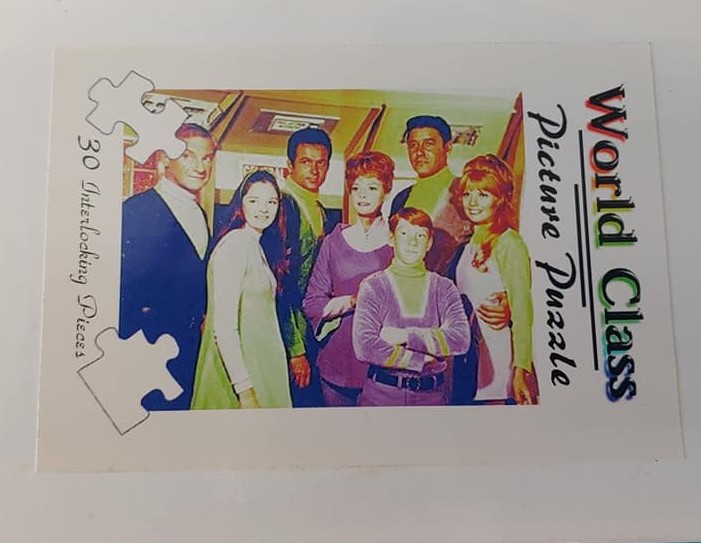 World Class
Picture Puzzle
30 Interlocking Pieces